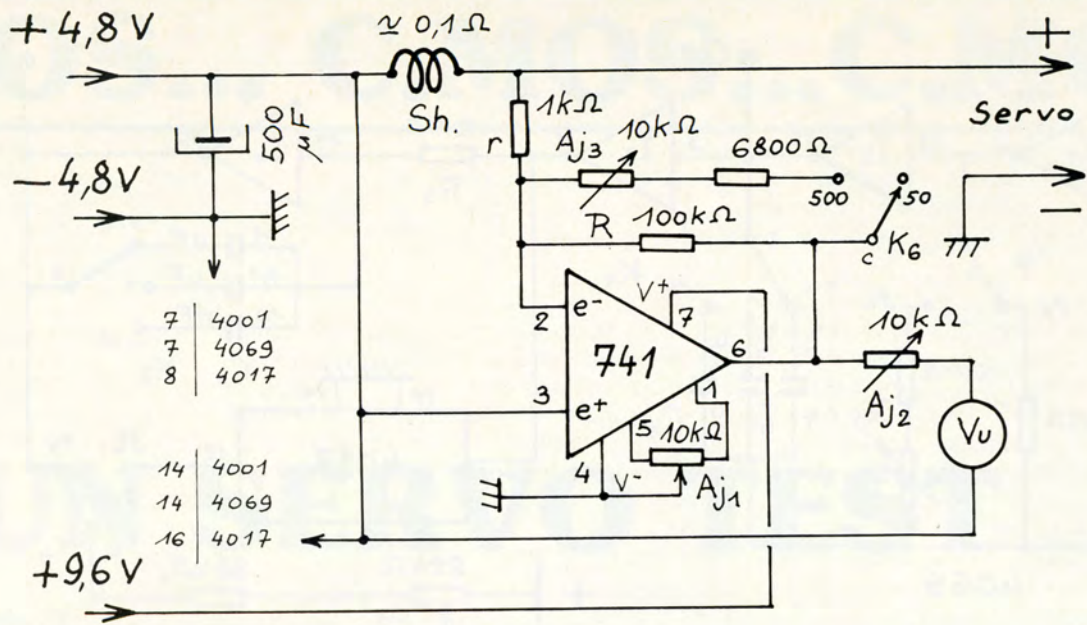 + 4,8 V
≃ 0,1 Ω
+
Sh.
500 μF
1kΩ
r
Aj3
10kΩ
6800Ω
Servo
− 4,8V
500
50
R
100kΩ
c
K6
−
7 4001
7 4069
8 4017
2
e-
V+
7
741
6
10kΩ
Aj2
3
e+
1
5
10kΩ
4
V-
Aj1
Vu
14 4001
14 4069
16 4017
+9,6 V